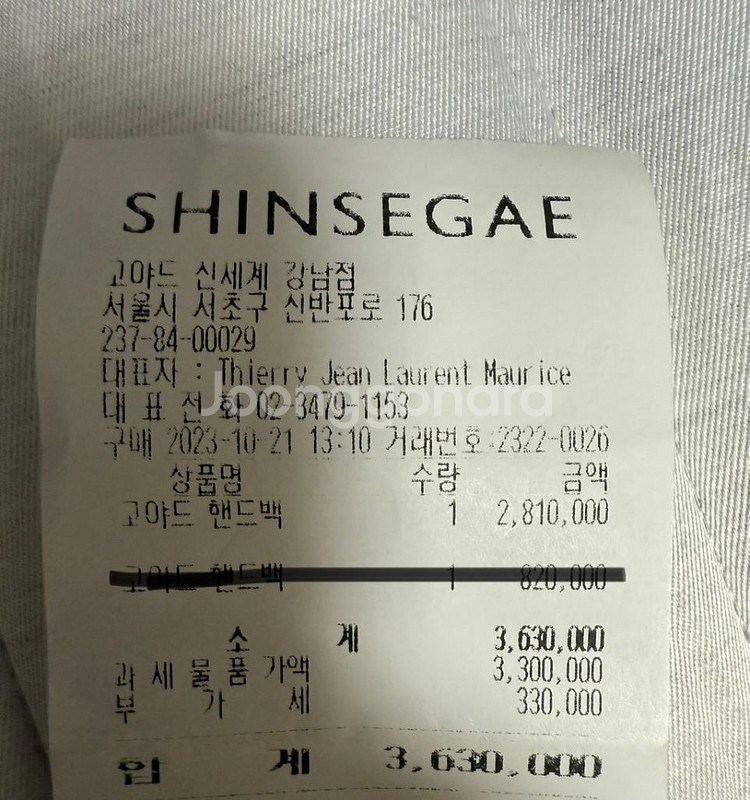 SHINSEGAE
고야드 신세계 강남점
서울시 서초구 신반포로 176
237-84-00029
대표자 : Thierry Jean Laurent Maurice
대 표 전 화 02-3479-1153
Joonggonara
구매 2023-10-21 13:10 거래번호:2322-0026
상품명 수량 금액
고야드 핸드백 1 2,810,000
고야드 핸드백 1 820,000
소 계 3,630,000
과 세 물 품 가액 3,300,000
부 가 세 330,000
합 계 3,630,000